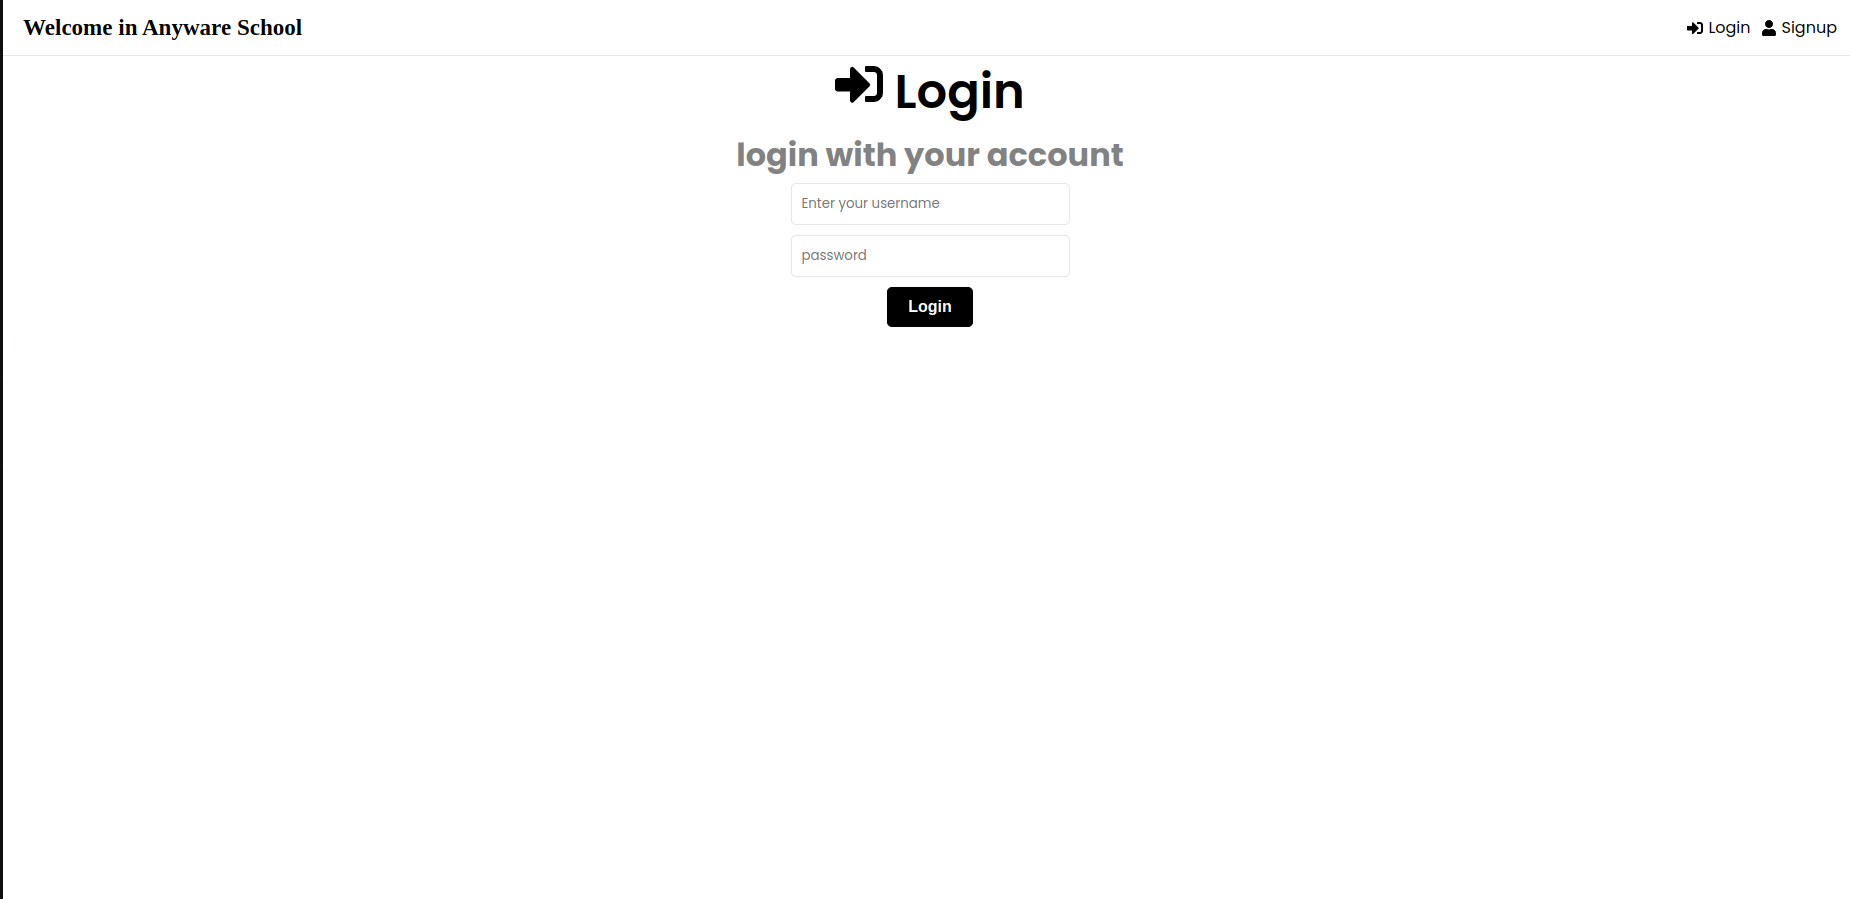 Welcome in Anyware School
Login Signup
Login
login with your account
Enter your username
password
Login